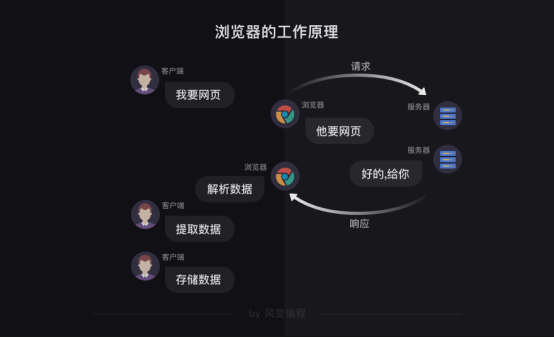 浏览器的工作原理
客户端
我要网页
请求
浏览器
他要网页
服务器
服务器
好的,给你
浏览器
解析数据
响应
客户端
提取数据
客户端
存储数据
by 风变编程